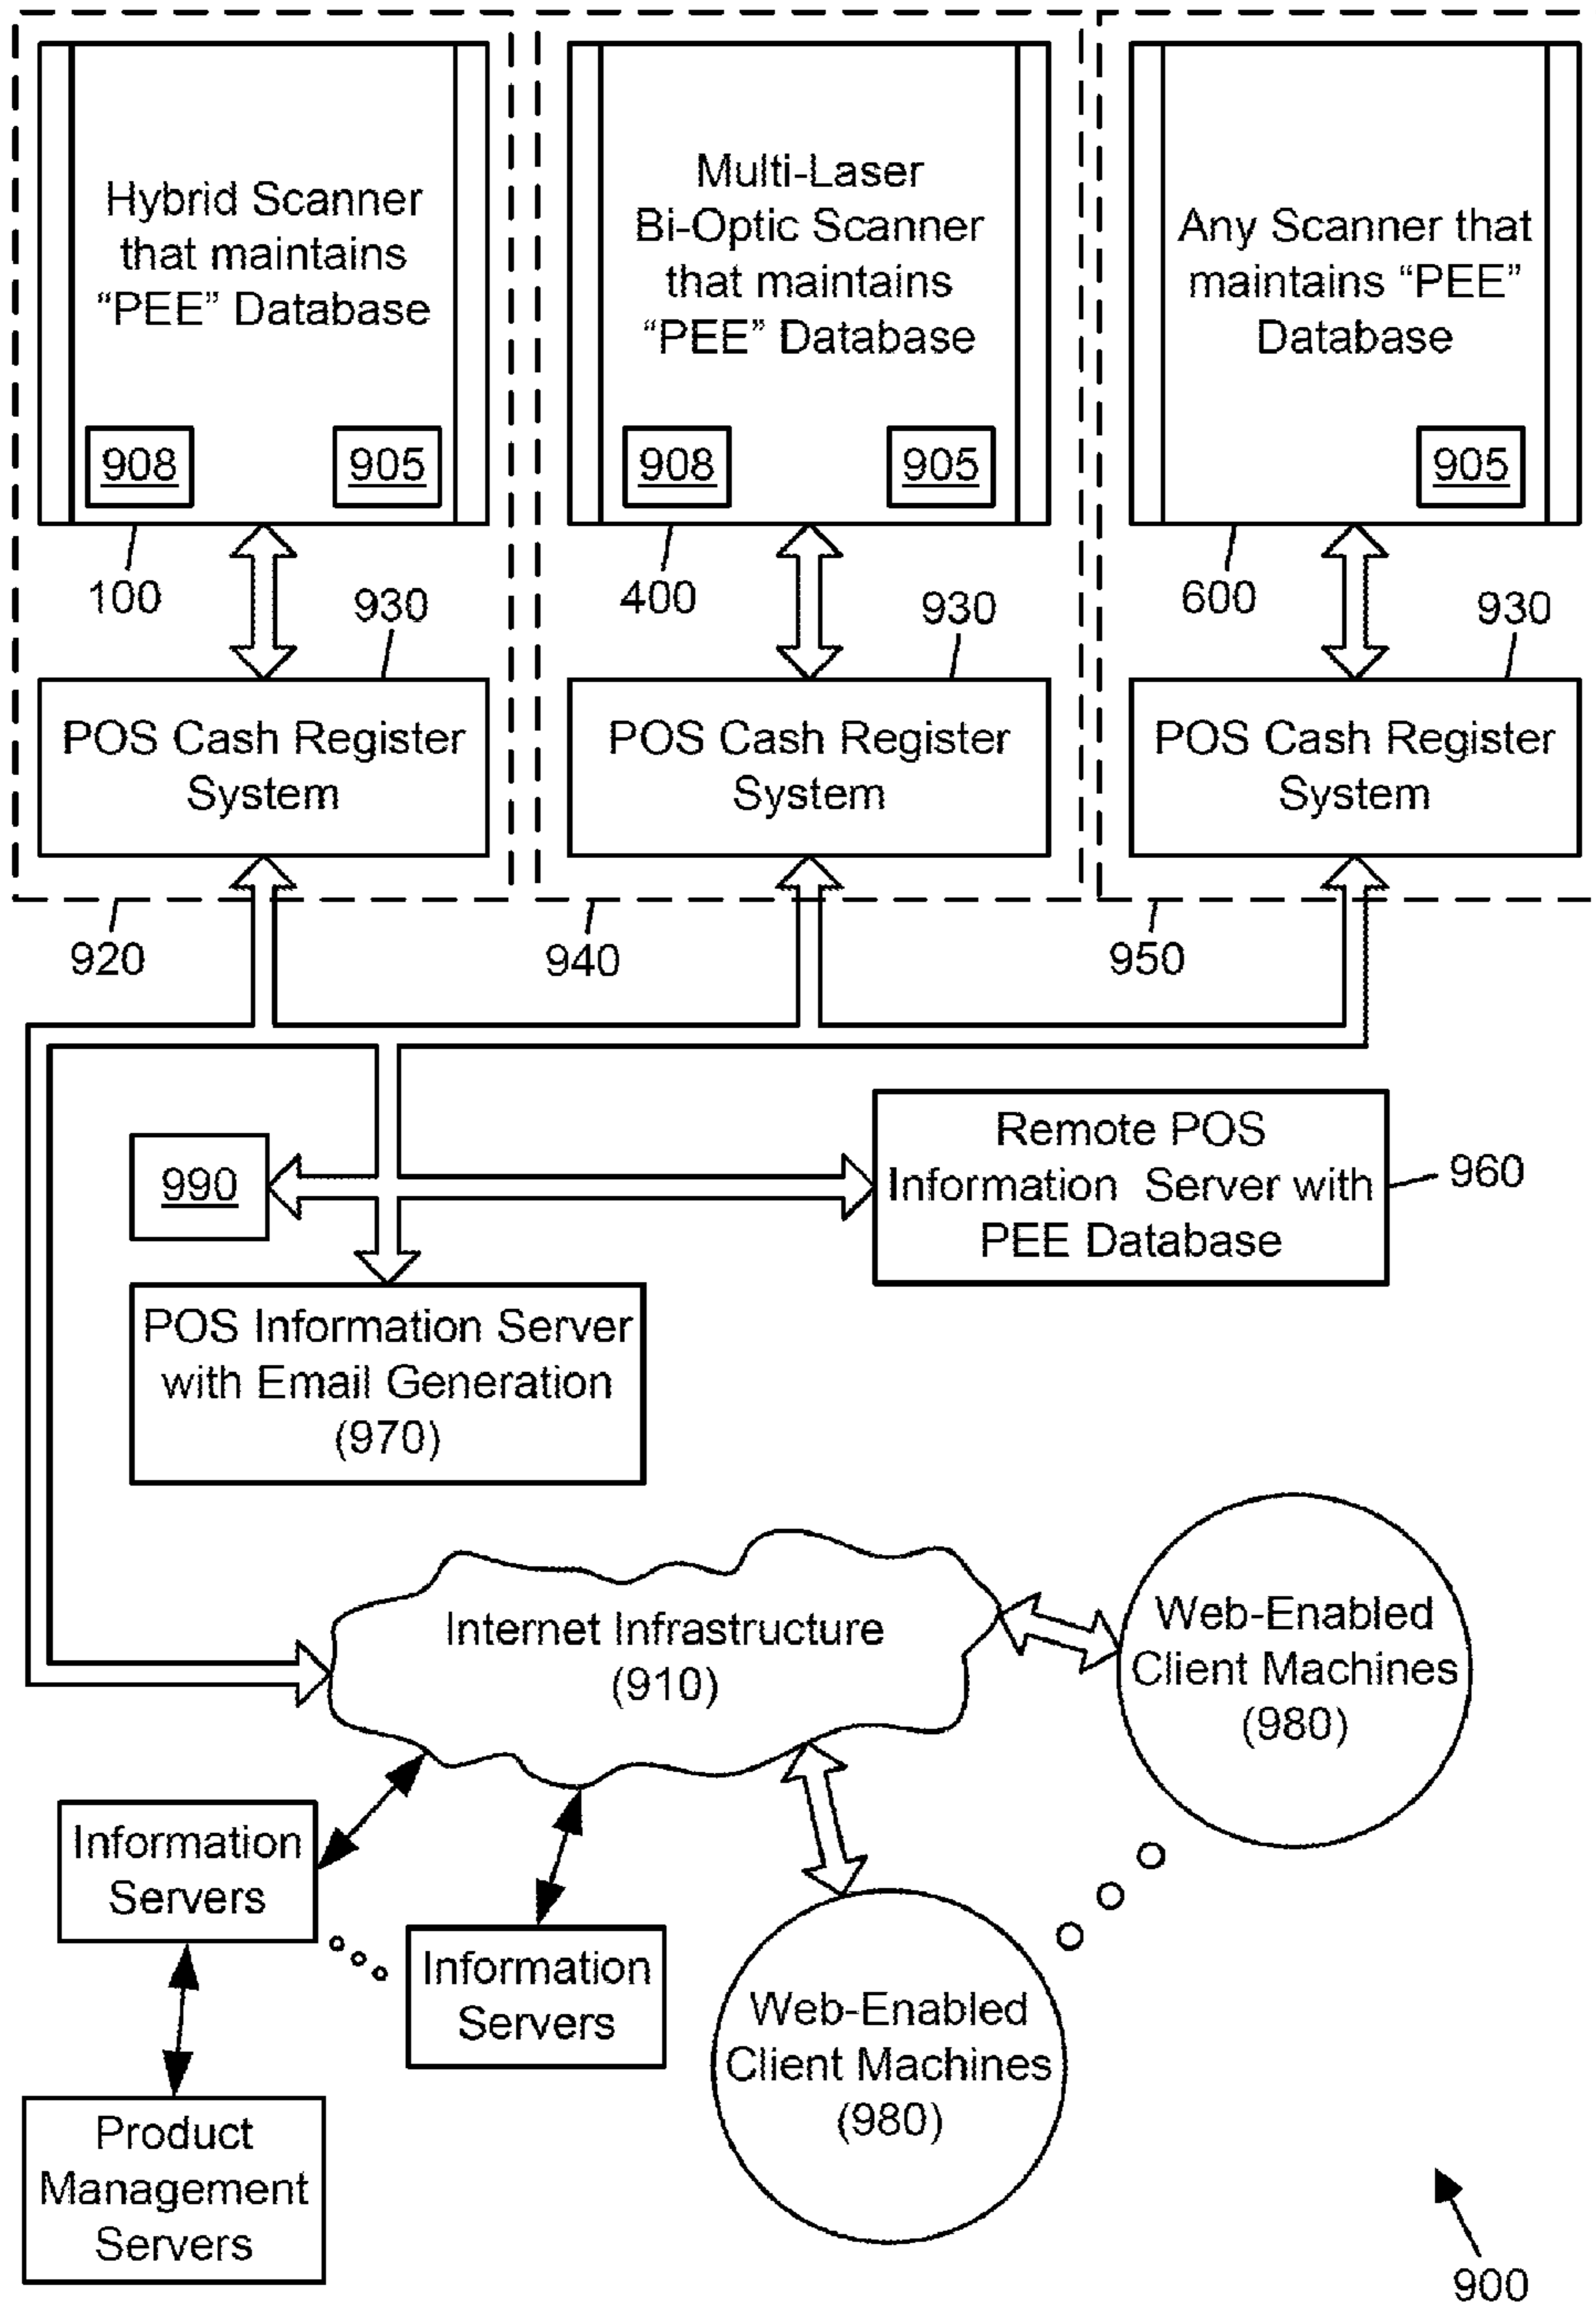 Hybrid Scanner
that maintains
“PEE” Database
908
905
100
930
POS Cash Register
System
920
Multi-Laser
Bi-Optic Scanner
that maintains
“PEE” Database
908
905
400
930
POS Cash Register
System
940
Any Scanner that
maintains “PEE”
Database
905
600
930
POS Cash Register
System
950
990
Remote POS
Information Server with
PEE Database
960
POS Information Server
with Email Generation
(970)
Internet Infrastructure
(910)
Web-Enabled
Client Machines
(980)
Information
Servers
Information
Servers
Web-Enabled
Client Machines
(980)
Product
Management
Servers
900